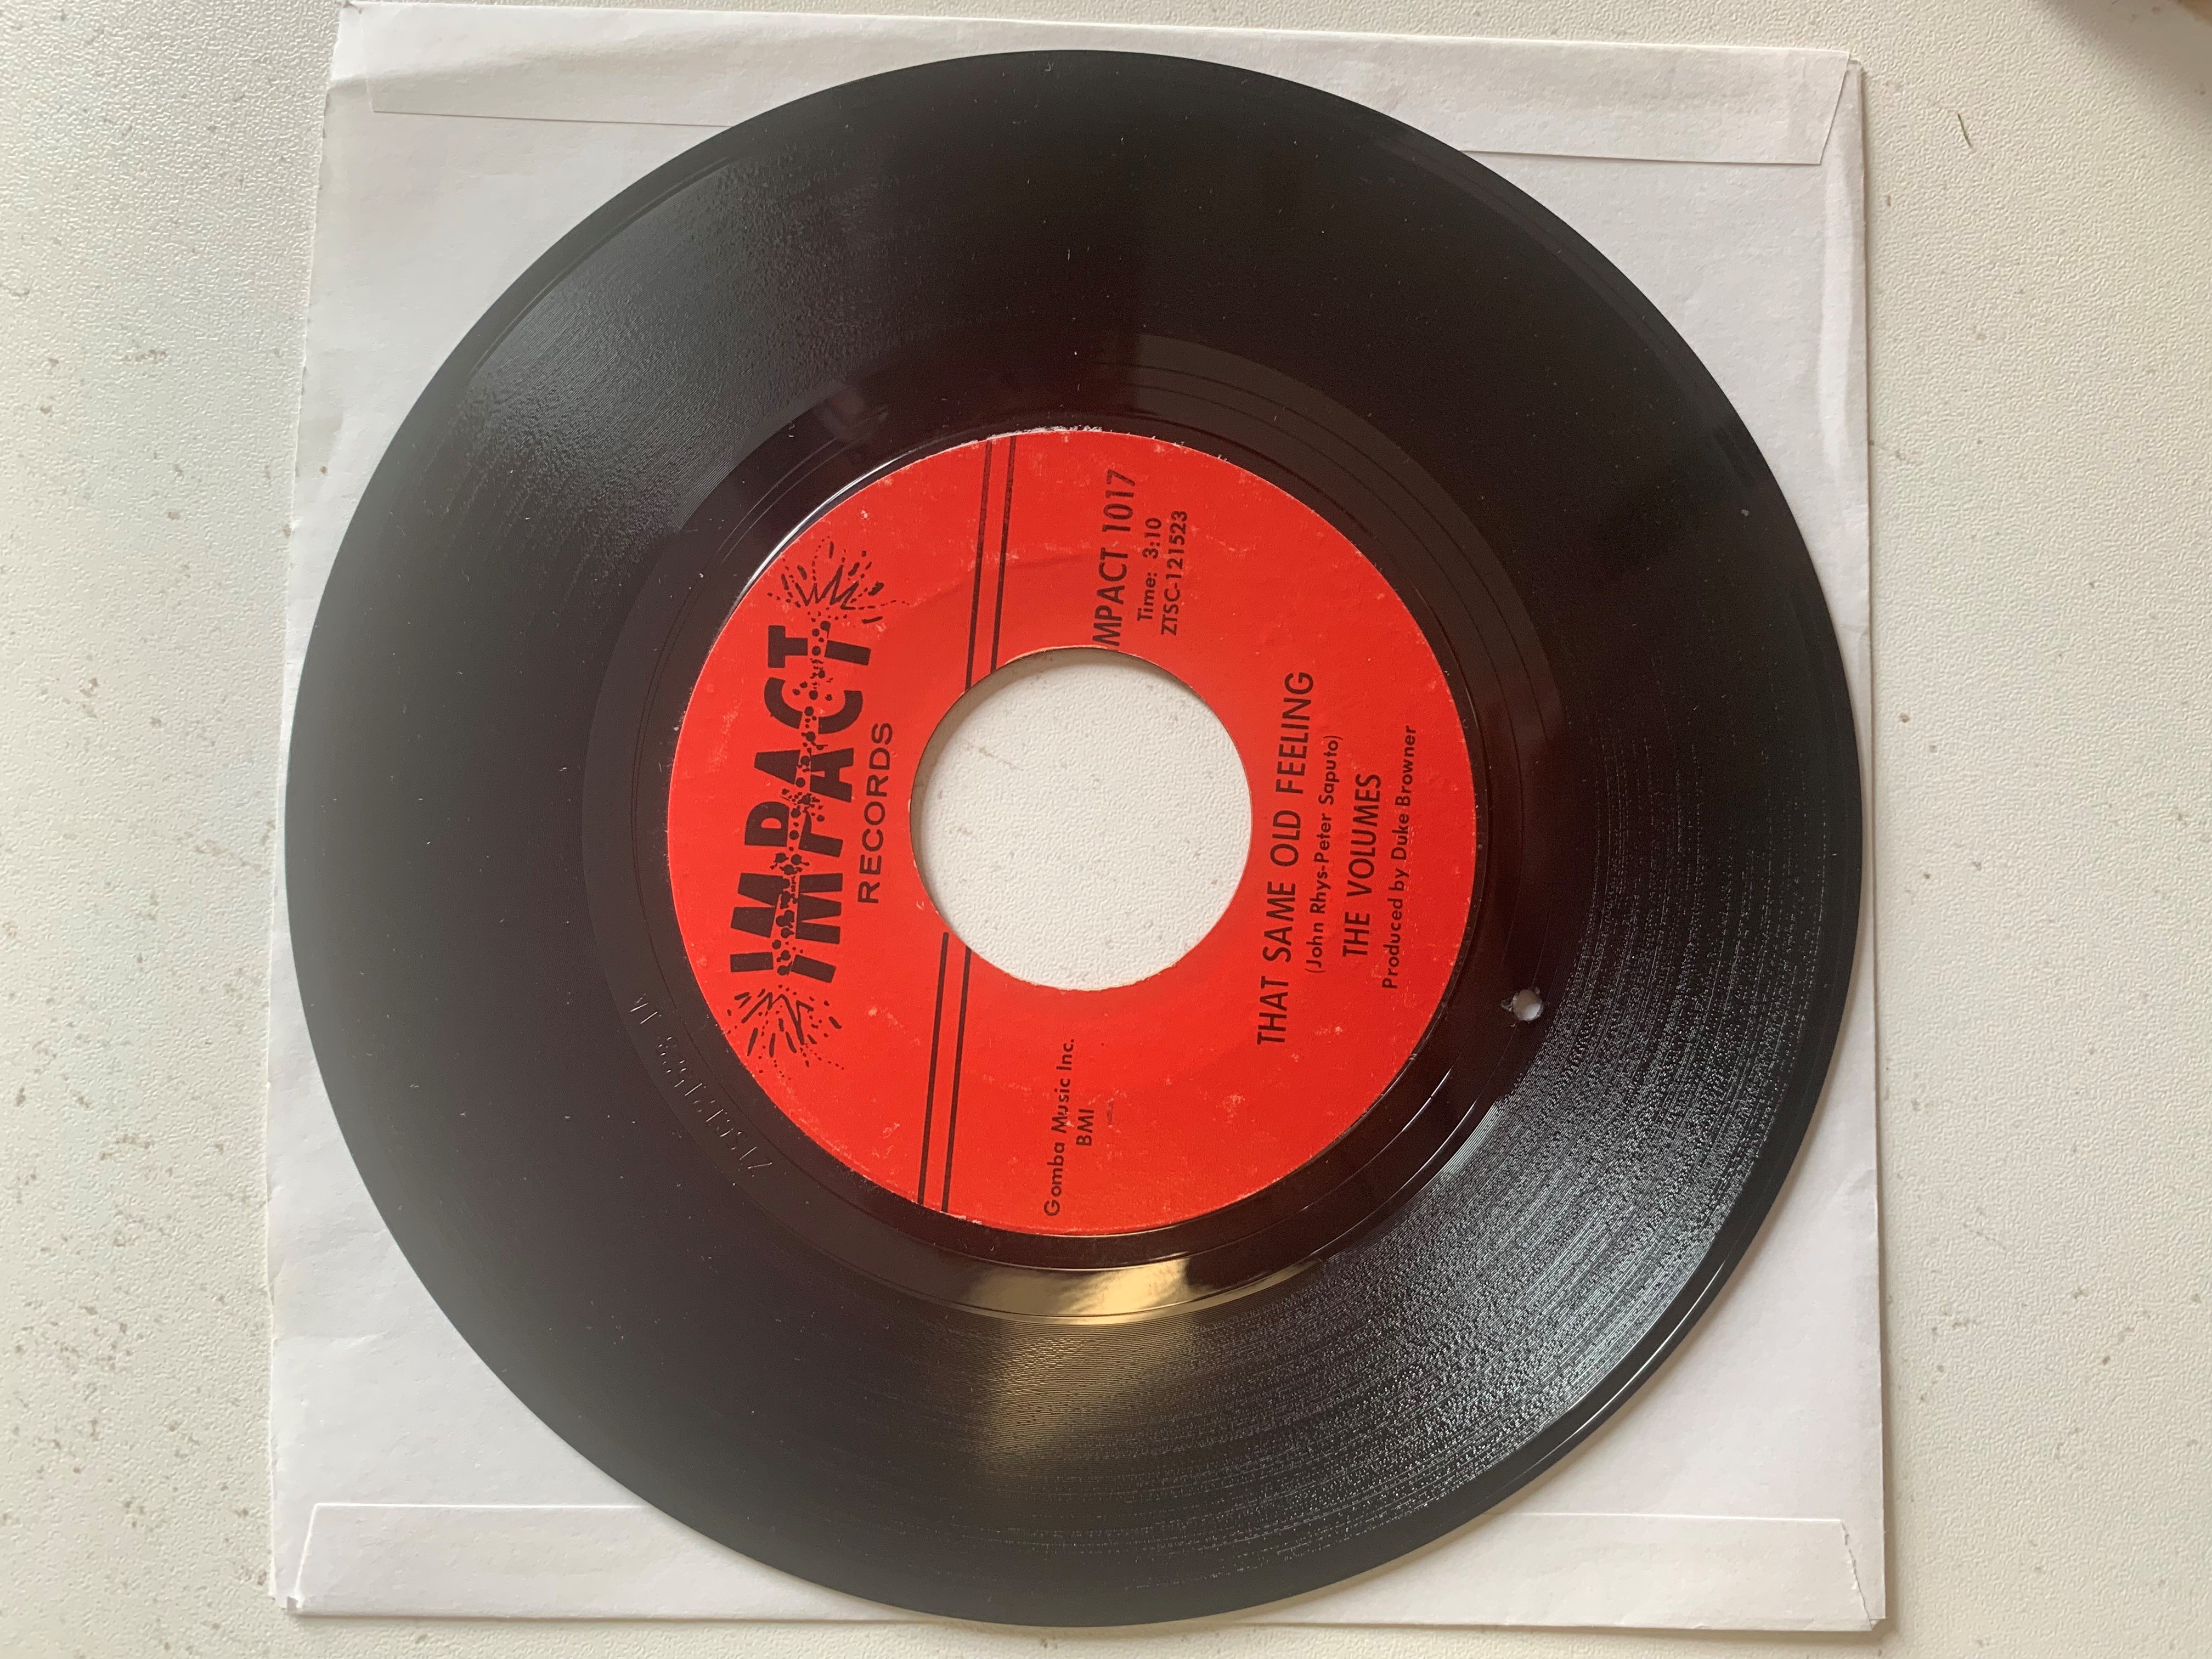 IMPACT
RECORDS
IMPACT 1017
Time: 3:10
ZTSC-121523
Gomba Music Inc.
BMI
THAT SAME OLD FEELING
(John Rhys-Peter Saputo)
THE VOLUMES
Produced by Duke Browner